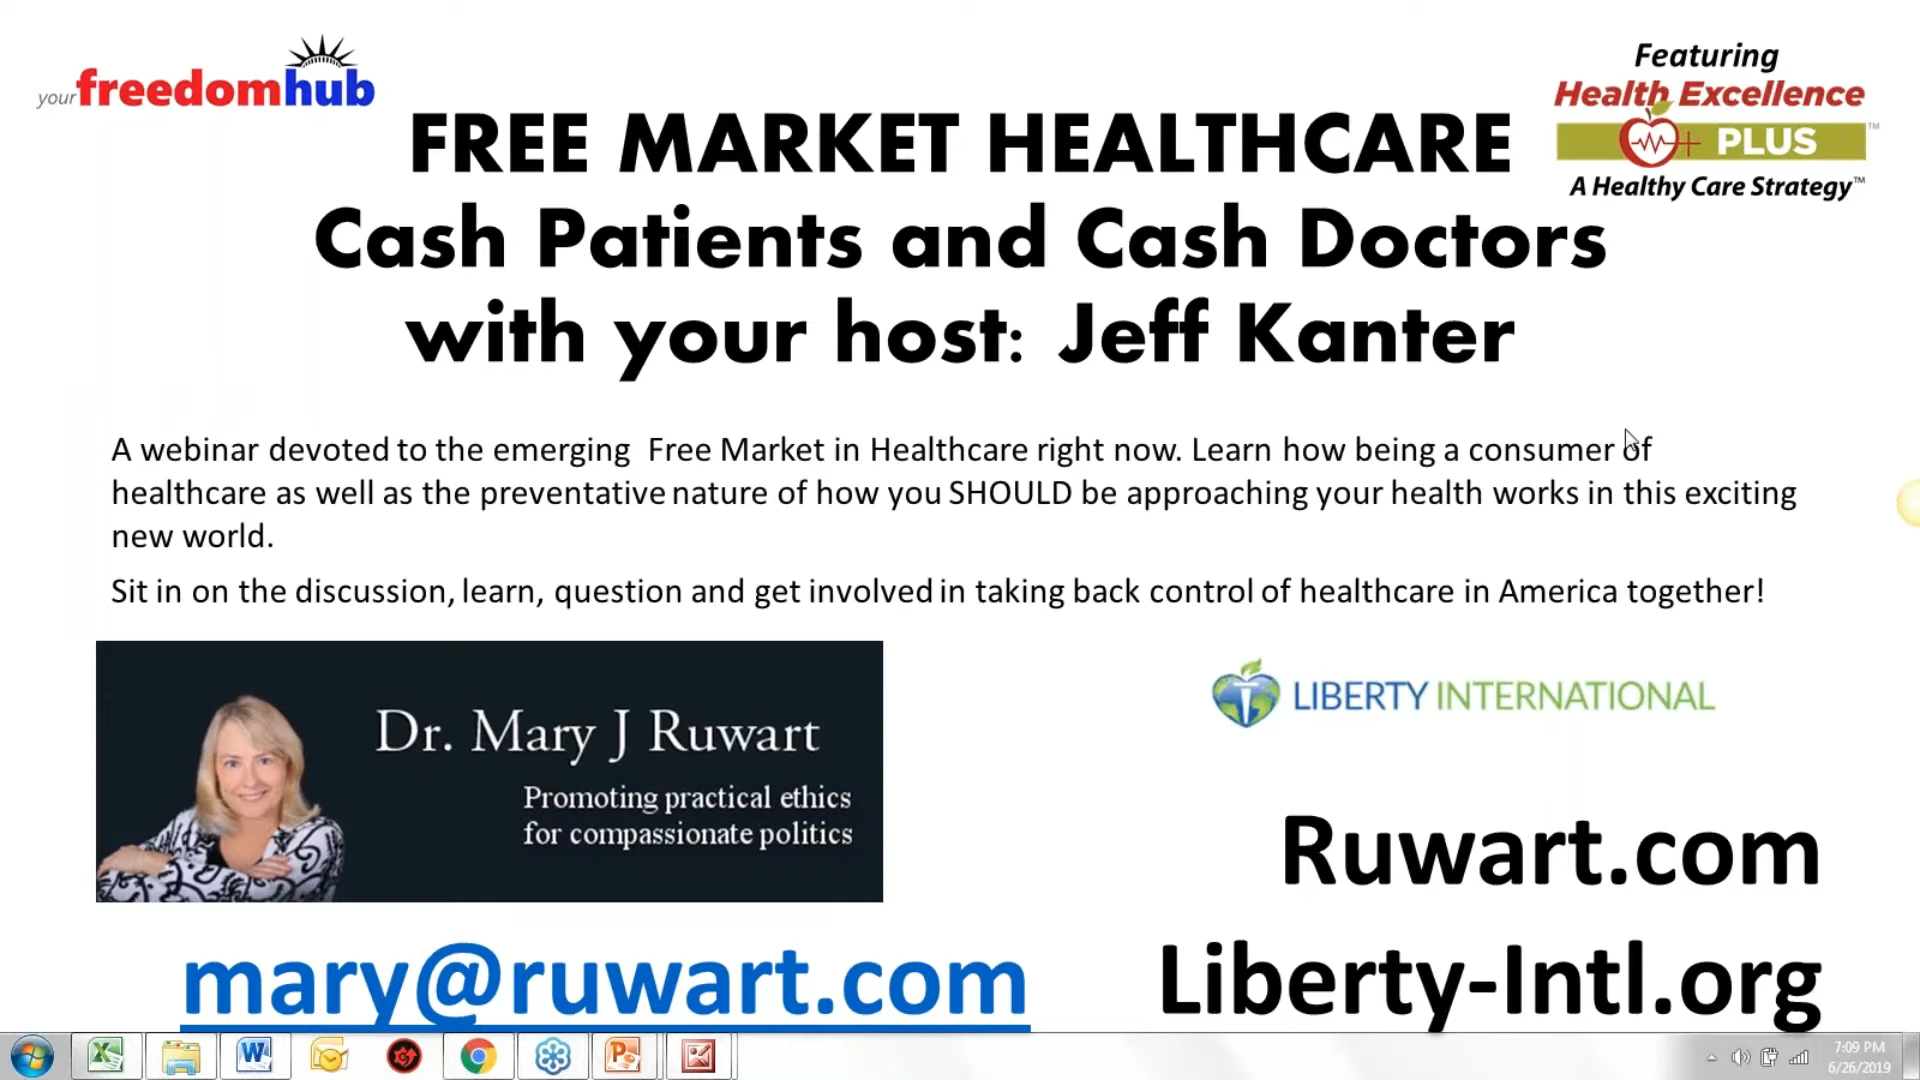 yourfreedomhub
Featuring
Health Excellence
PLUS™
A Healthy Care Strategy™
FREE MARKET HEALTHCARE
Cash Patients and Cash Doctors
with your host: Jeff Kanter
A webinar devoted to the emerging Free Market in Healthcare right now. Learn how being a consumer of
healthcare as well as the preventative nature of how you SHOULD be approaching your health works in this exciting
new world.
Sit in on the discussion, learn, question and get involved in taking back control of healthcare in America together!
Dr. Mary J Ruwart
Promoting practical ethics
for compassionate politics
LIBERTY INTERNATIONAL
Ruwart.com
mary@ruwart.com
Liberty-Intl.org
7:09 PM
6/26/2019